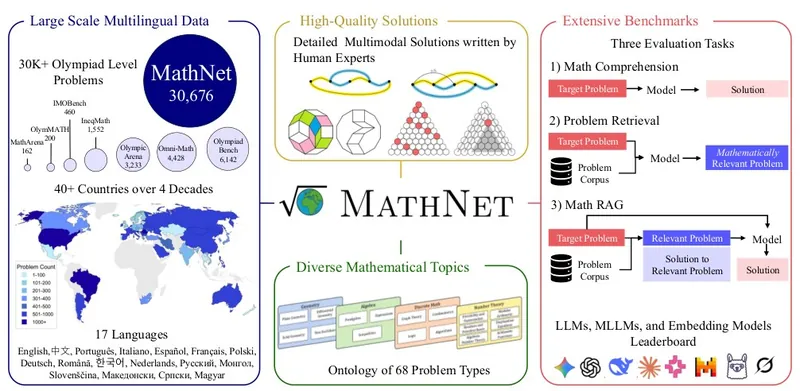 Large Scale Multilingual Data
30K+ Olympiad Level
Problems
MathNet
30,676
MathArena
162
OlymMATH
200
IMOBench
460
IneqMath
1,552
Olympic
Arena
3,233
Omni-Math
4,428
Olympiad
Bench
6,142
40+ Countries over 4 Decades
Problem Count
1-100
101-200
201-300
301-400
401-500
501-1000
1000+
17 Languages
English,中文, Português, Italiano, Español, Français, Polski,
Deutsch, Română, 한국어, Nederlands, Русский, Монгол,
Slovenščina, Македонски, Српски, Magyar
High-Quality Solutions
Detailed Multimodal Solutions written by
Human Experts
MATHNET
Diverse Mathematical Topics
Geometry
Algebra
Discrete Math
Number Theory
Ontology of 68 Problem Types
Extensive Benchmarks
Three Evaluation Tasks
1) Math Comprehension
Target Problem
Model
Solution
2) Problem Retrieval
Target Problem
Problem
Corpus
Model
Mathematically
Relevant Problem
3) Math RAG
Target Problem
Problem
Corpus
Relevant Problem
Solution to
Relevant Problem
Model
Solution
LLMs, MLLMs, and Embedding Models
Leaderboard